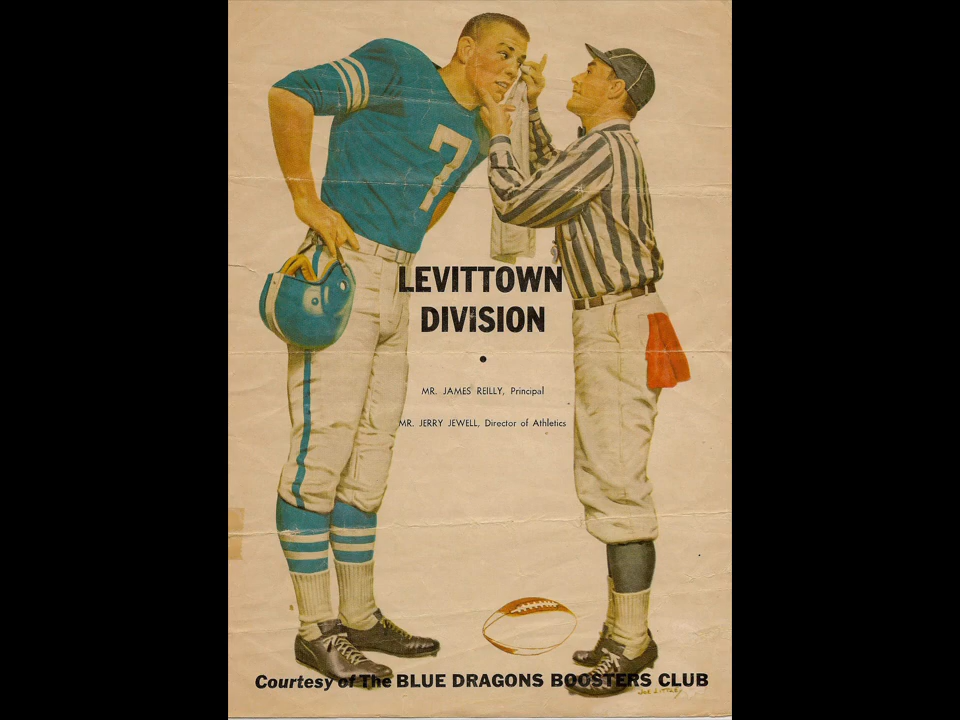 7
LEVITTOWN
DIVISION
•
MR. JAMES REILLY, Principal
MR. JERRY JEWELL, Director of Athletics
Courtesy of The BLUE DRAGONS BOOSTERS CLUB